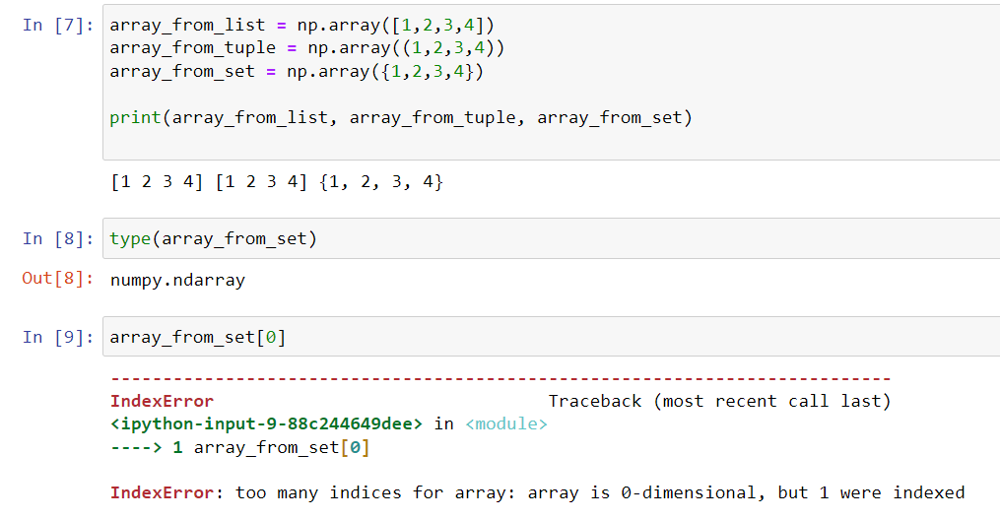 In [7]: array_from_list = np.array([1,2,3,4])
array_from_tuple = np.array((1,2,3,4))
array_from_set = np.array({1,2,3,4})
print(array_from_list, array_from_tuple, array_from_set)
[1 2 3 4] [1 2 3 4] {1, 2, 3, 4}
In [8]: type(array_from_set)
Out[8]: numpy.ndarray
In [9]: array_from_set[0]
---------------------------------------------------------------------------
IndexError                                Traceback (most recent call last)
<ipython-input-9-88c244649dee> in <module>
----> 1 array_from_set[0]
IndexError: too many indices for array: array is 0-dimensional, but 1 were indexed